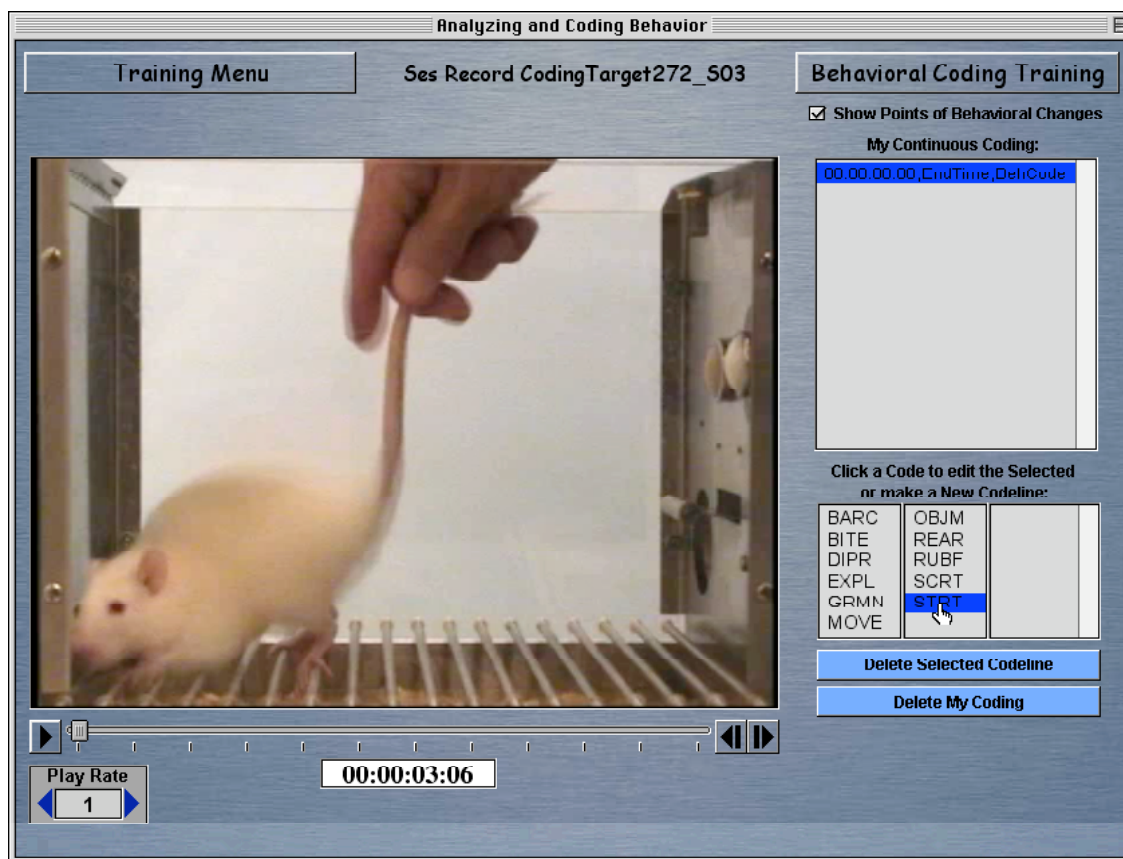 Analyzing and Coding Behavior
Training Menu
Ses Record CodingTarget272_S03
Behavioral Coding Training
Show Points of Behavioral Changes
My Continuous Coding:
00.00.00.00,EndTime,BehCode
Click a Code to edit the Selected
or make a New Codeline:
BARC
BITE
DIPR
EXPL
GRMN
MOVE
OBJM
REAR
RUBF
SCRT
STRT
Delete Selected Codeline
Delete My Coding
00:00:03:06
Play Rate
1